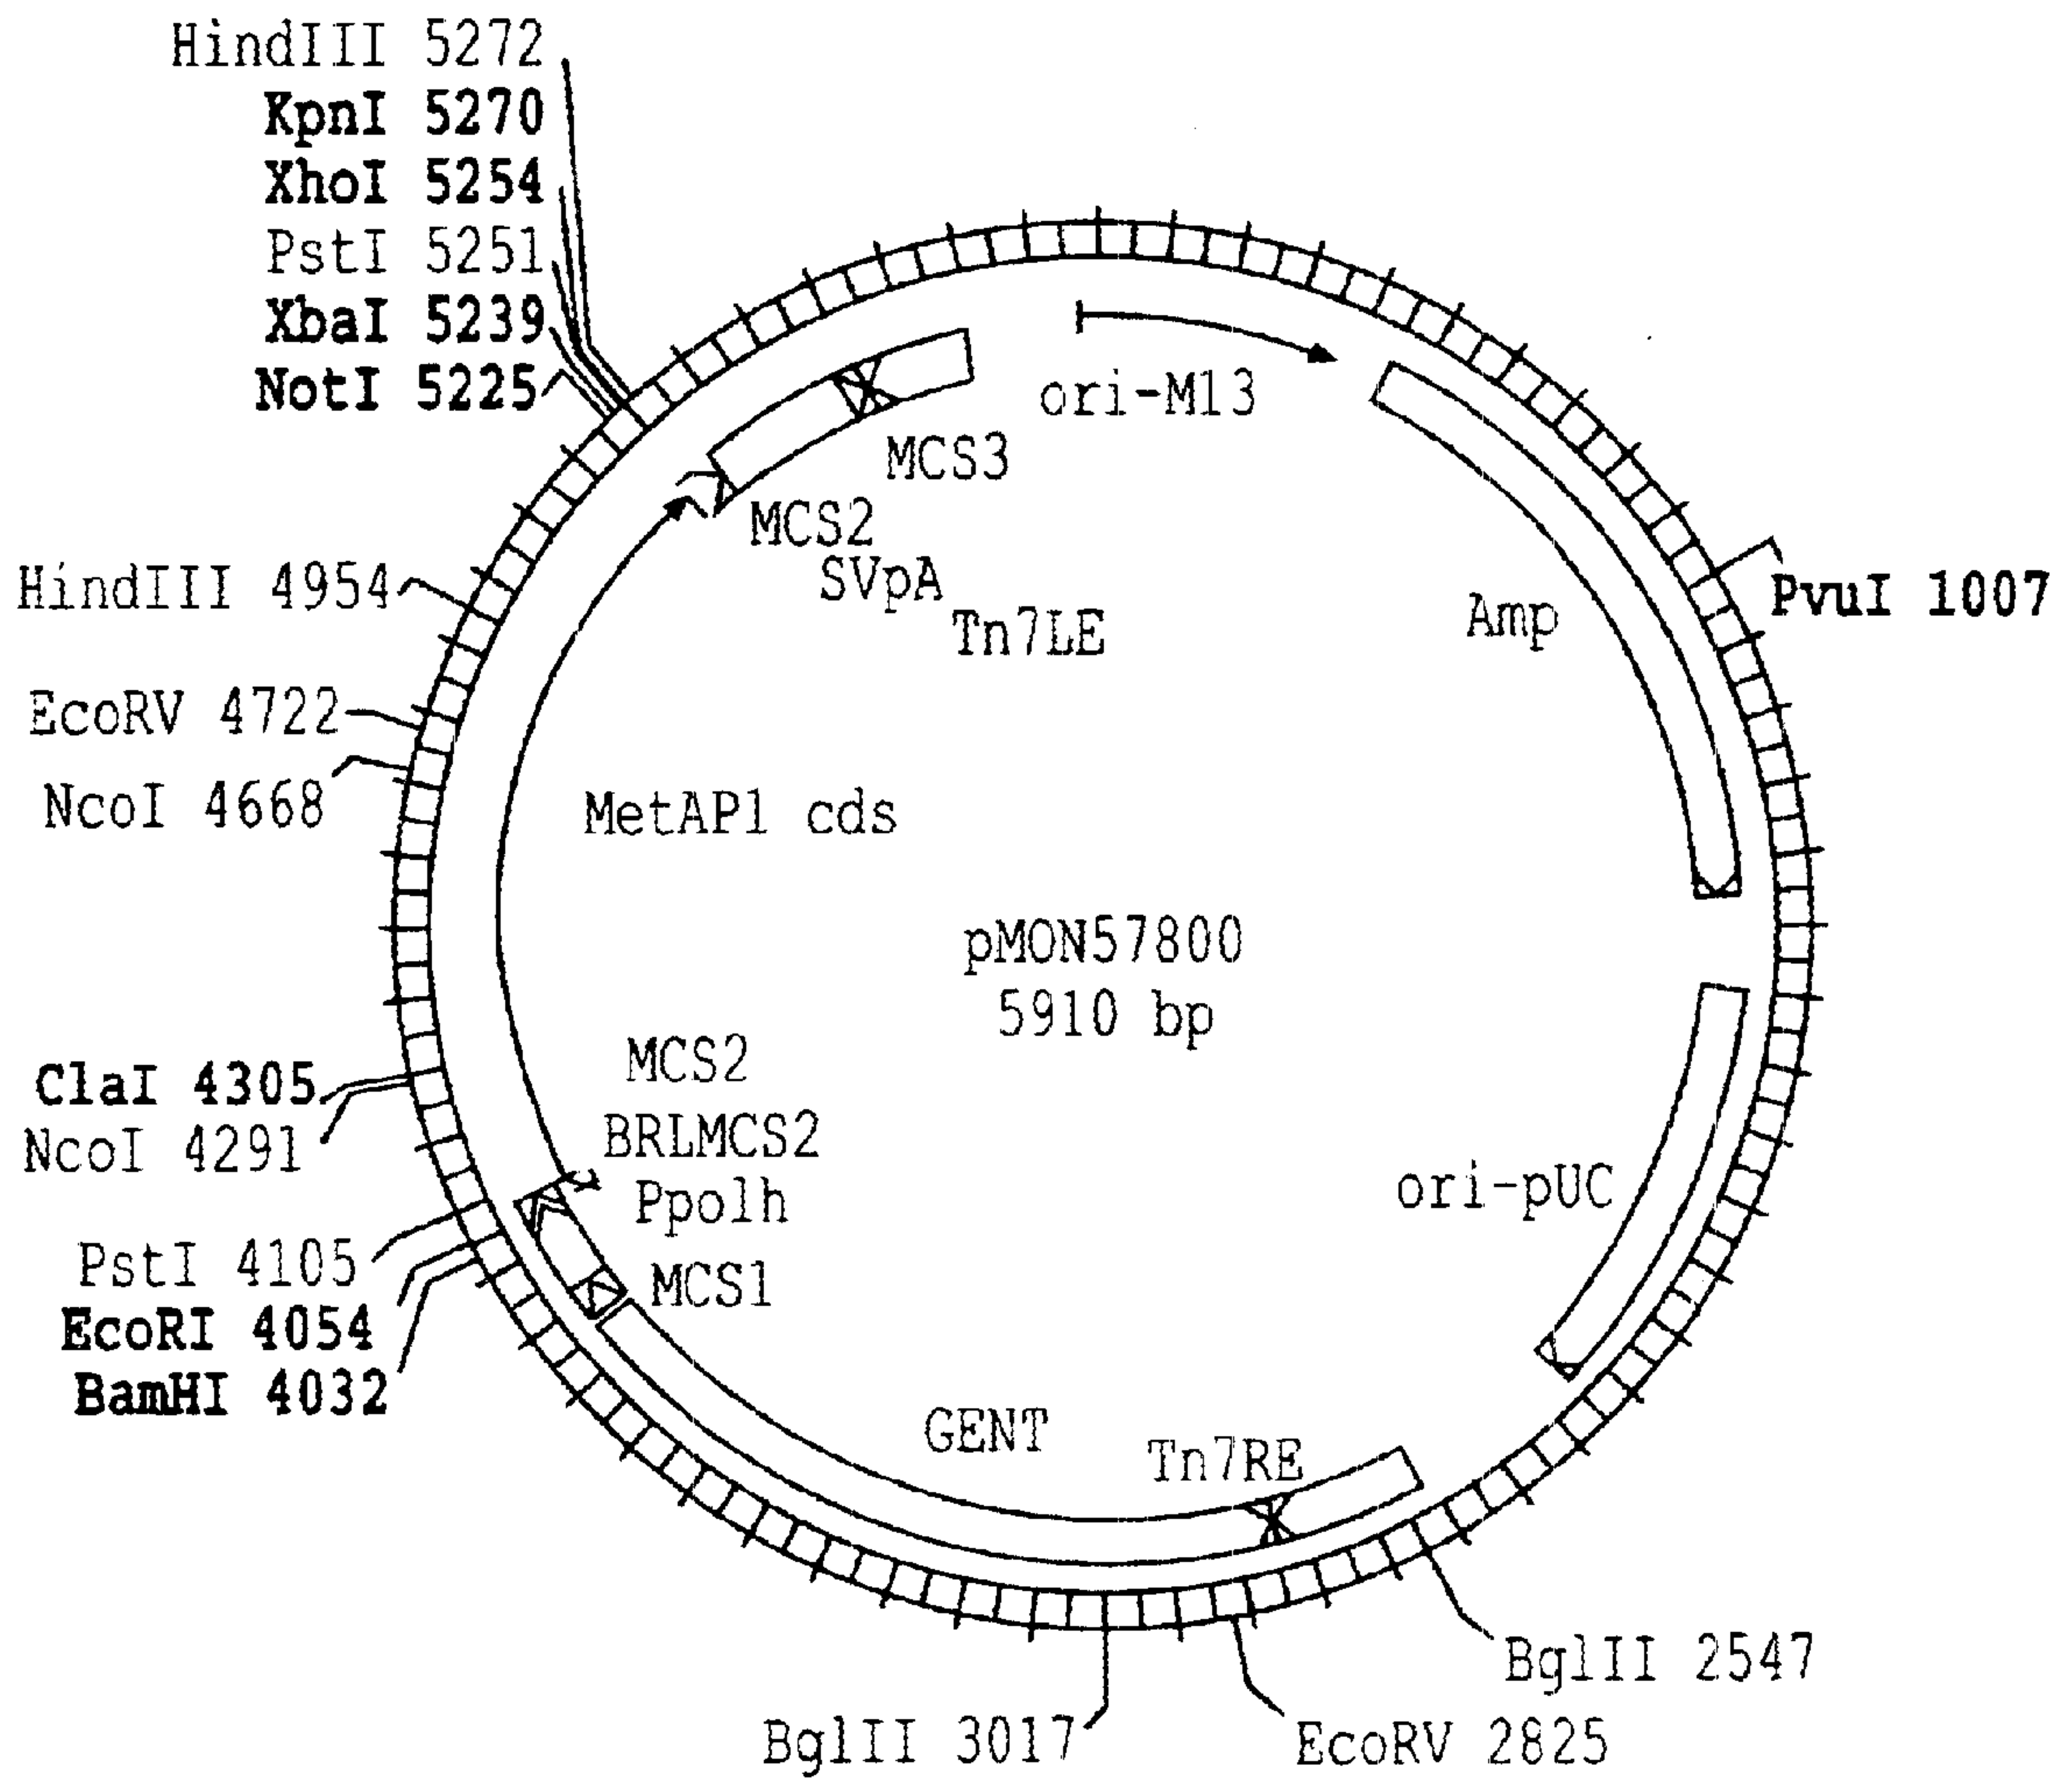 HindIII 5272
KpnI 5270
XhoI 5254
PstI 5251
XbaI 5239
NotI 5225
ori-M13
MCS3
MCS2
SVpA
Tn7LE
HindIII 4954
Amp
PvuI 1007
EcoRV 4722
NcoI 4668
MetAP1 cds
pMON57800
5910 bp
MCS2
ClaI 4305
NcoI 4291
BRLMCS2
Ppolh
ori-pUC
PstI 4105
MCS1
EcoRI 4054
BamHI 4032
GENT
Tn7RE
BglII 2547
BglII 3017
EcoRV 2825